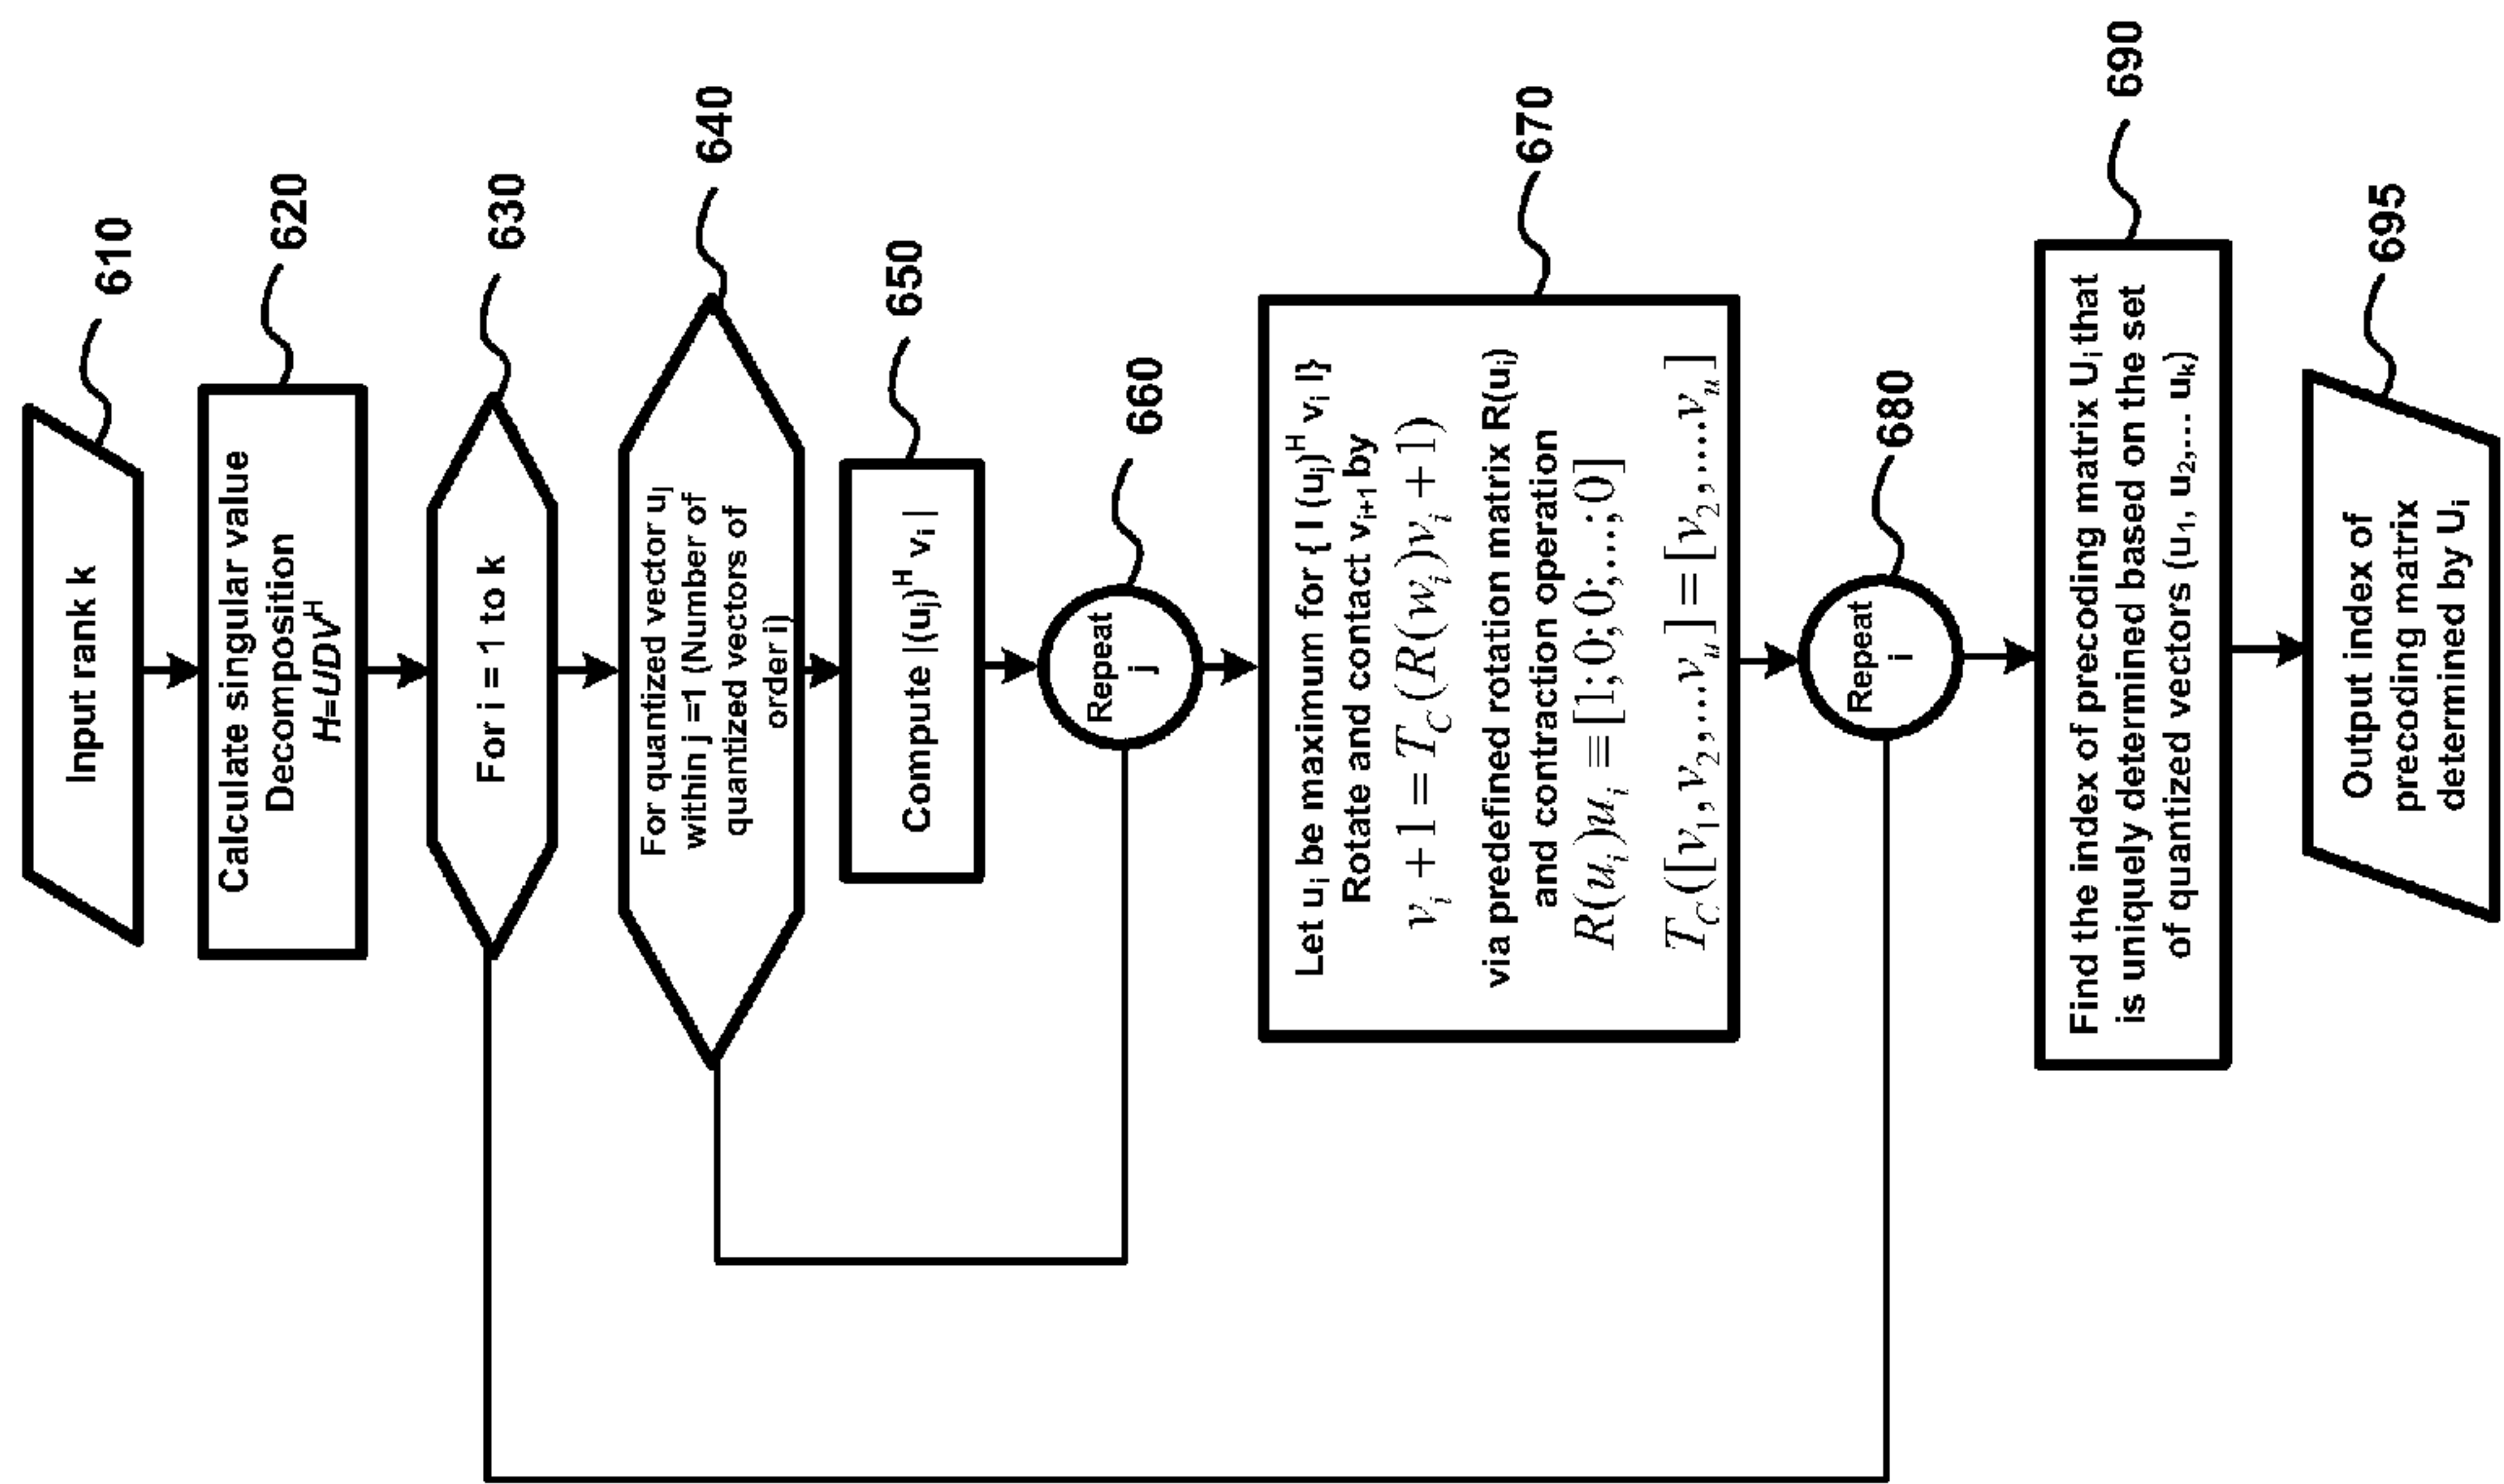 Input rank k
610
Calculate singular value
Decomposition
H=UDV^H
620
For i = 1 to k
630
For quantized vector u_j
within j =1 (Number of
quantized vectors of
order i)
640
Compute |(u_j)^H v_i |
650
Repeat
j
660
Let u_i be maximum for { I (u_j)^H v_i I}
Rotate and contact v_{i+1} by
v_i + 1 = T_C (R(w_i)v_i + 1)
via predefined rotation matrix R(u_i)
and contraction operation
R(u_i)u_i = [1;0;0;...;0]
T_C([v_1,v_2,...v_u] = [v_2,....v_u]
670
Repeat
i
680
Find the index of precoding matrix U_i that
is uniquely determined based on the set
of quantized vectors (u_1, u_2,... u_k)
690
Output index of
precoding matrix
determined by U_i
695